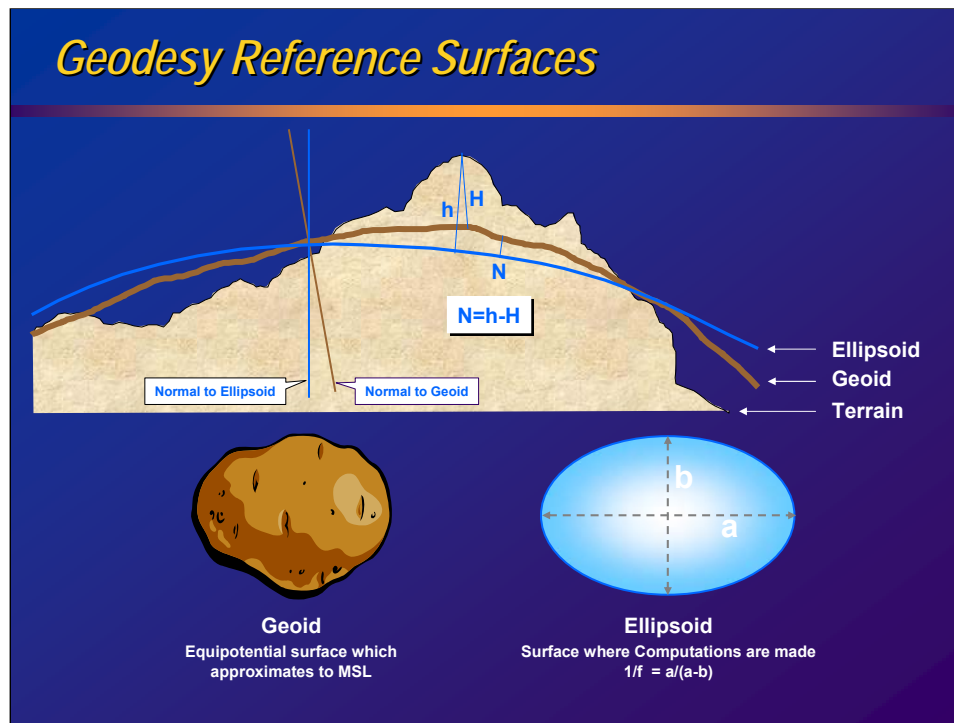 Geodesy Reference Surfaces
H
h
N
N=h-H
Ellipsoid
Geoid
Terrain
Normal to Ellipsoid
Normal to Geoid
b
a
Geoid
Equipotential surface which
approximates to MSL
Ellipsoid
Surface where Computations are made
1/f = a/(a-b)